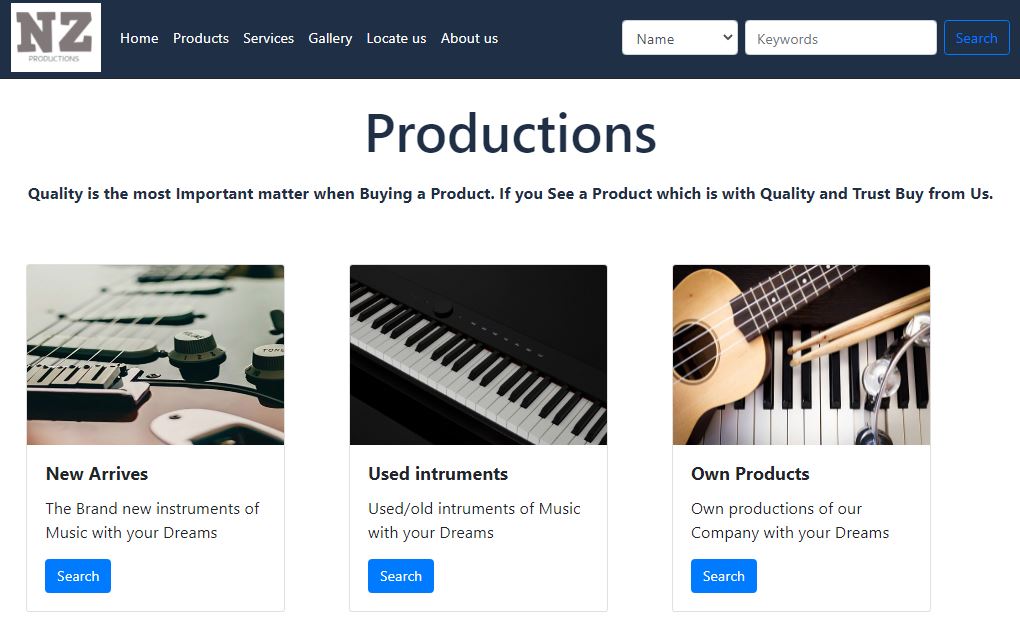 NZ
PRODUCTIONS
Home Products Services Gallery Locate us About us Name Keywords Search
Productions
Quality is the most Important matter when Buying a Product. If you See a Product which is with Quality and Trust Buy from Us.
New Arrives
The Brand new instruments of
Music with your Dreams
Search
Used intruments
Used/old intruments of Music
with your Dreams
Search
Own Products
Own productions of our
Company with your Dreams
Search